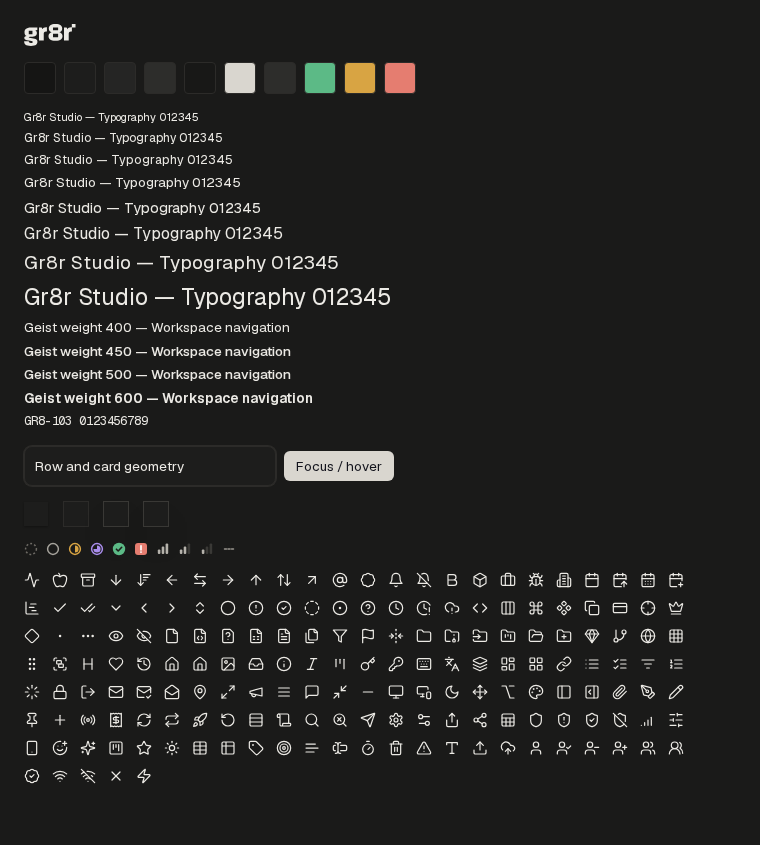 gr8r
Gr8r Studio — Typography 012345
Gr8r Studio — Typography 012345
Gr8r Studio — Typography 012345
Gr8r Studio — Typography 012345
Gr8r Studio — Typography 012345
Gr8r Studio — Typography 012345
Gr8r Studio — Typography 012345
Gr8r Studio — Typography 012345
Geist weight 400 — Workspace navigation
Geist weight 450 — Workspace navigation
Geist weight 500 — Workspace navigation
Geist weight 600 — Workspace navigation
GR8-103 0123456789
Row and card geometry
Focus / hover